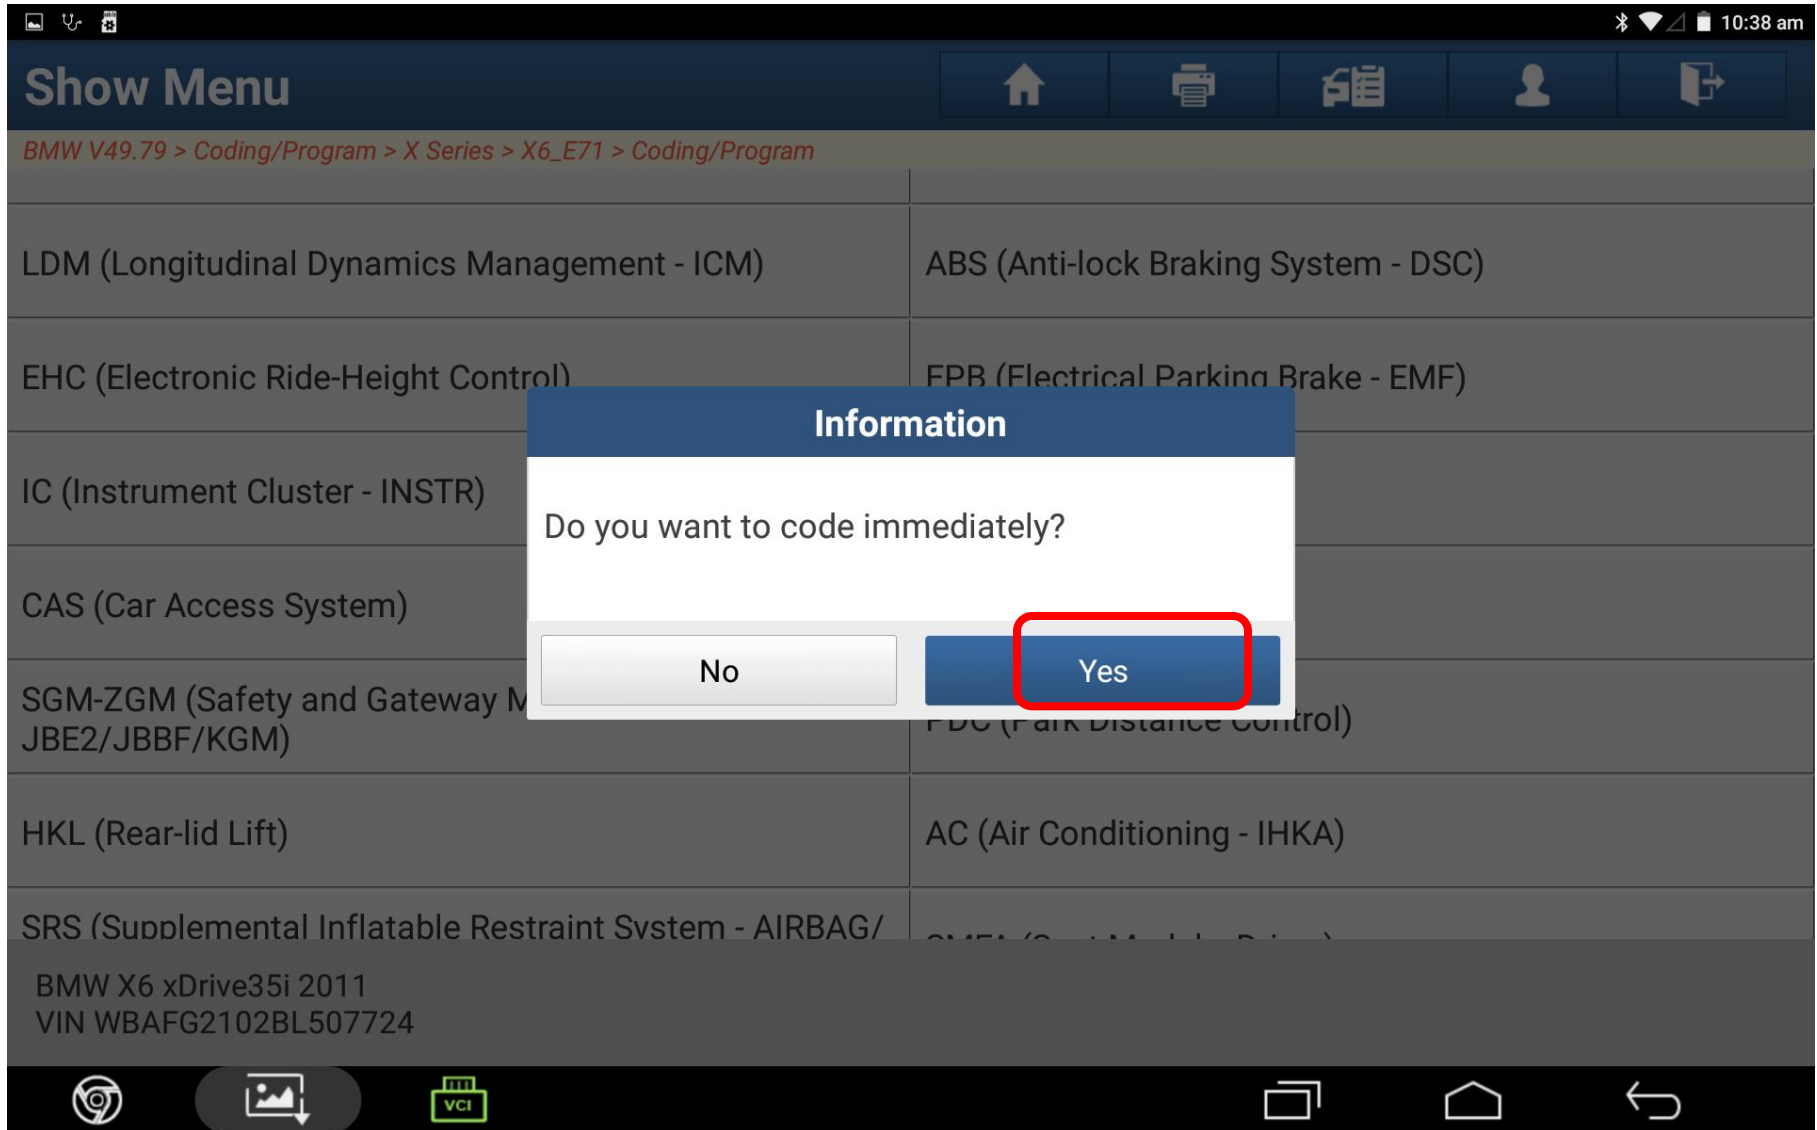 10:38 am
Show Menu
BMW V49.79 > Coding/Program > X Series > X6_E71 > Coding/Program
LDM (Longitudinal Dynamics Management - ICM)
ABS (Anti-lock Braking System - DSC)
EHC (Electronic Ride-Height Control)
EPB (Electrical Parking Brake - EMF)
Information
IC (Instrument Cluster - INSTR)
Do you want to code immediately?
CAS (Car Access System)
No
Yes
SGM-ZGM (Safety and Gateway
JBE2/JBBF/KGM)
PDC (Park Distance Control)
HKL (Rear-lid Lift)
AC (Air Conditioning - IHKA)
SRS (Supplemental Inflatable Restraint System - AIRBAG/
BMW X6 xDrive35i 2011
VIN WBAFG2102BL507724
VCI